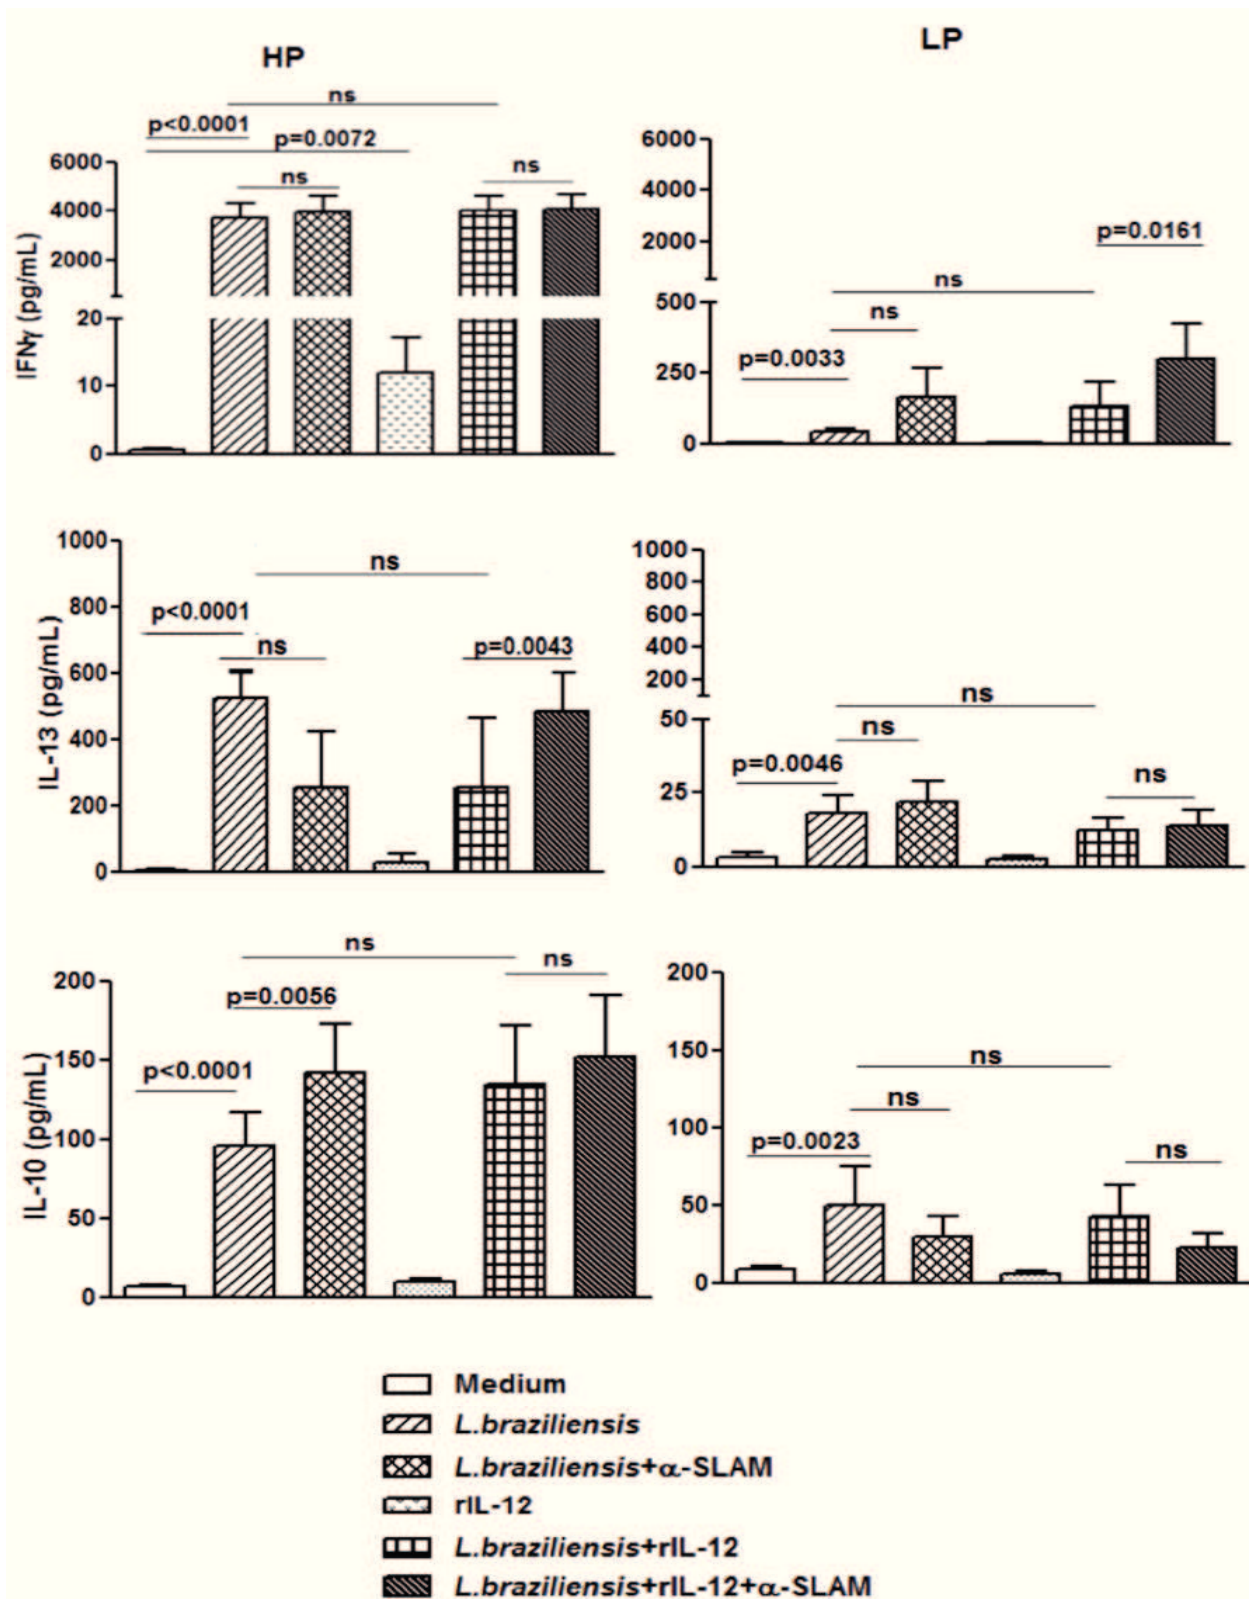 HP
LP
ns
p<0.0001
p=0.0072
ns
ns
IFNγ (pg/mL)
6000
4000
2000
20
10
0
p=0.0161
ns
ns
p=0.0033
6000
4000
2000
500
250
0
ns
p<0.0001
ns
p=0.0043
IL-13 (pg/mL)
1000
800
600
400
200
0
ns
ns
p=0.0046
ns
1000
800
600
400
200
50
25
0
ns
ns
p=0.0056
p<0.0001
IL-10 (pg/mL)
200
150
100
50
0
ns
ns
p=0.0023
ns
200
150
100
50
0
Medium
L.braziliensis
L.braziliensis+α-SLAM
rIL-12
L.braziliensis+rIL-12
L.braziliensis+rIL-12+α-SLAM